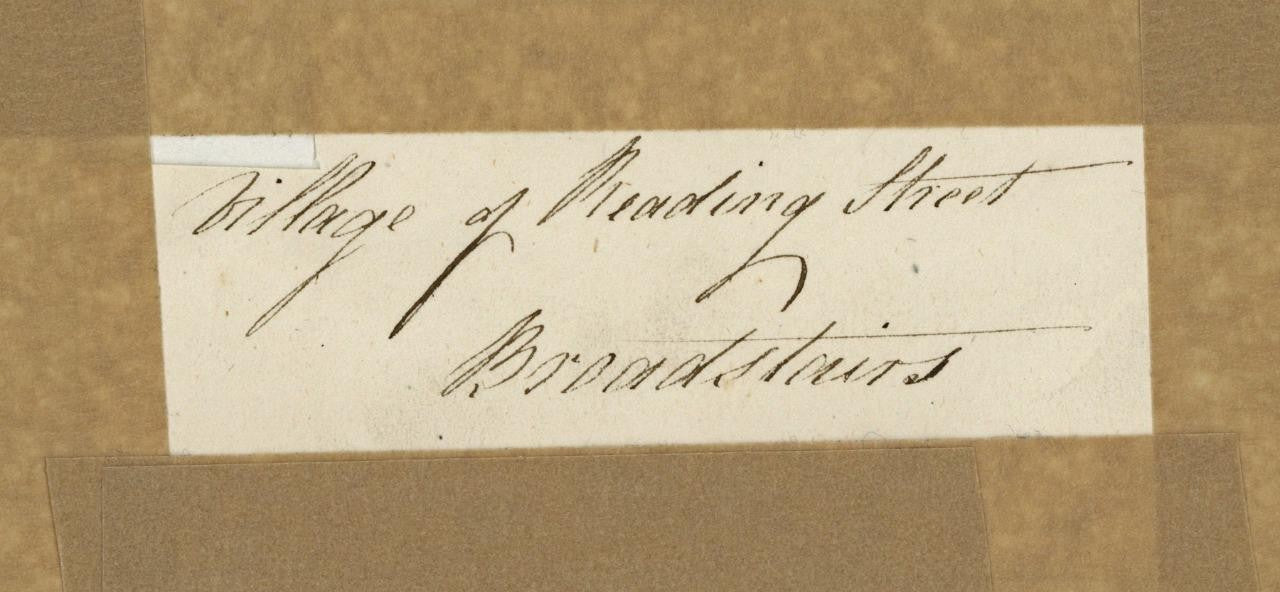 Village of Reading Street
Broadstairs